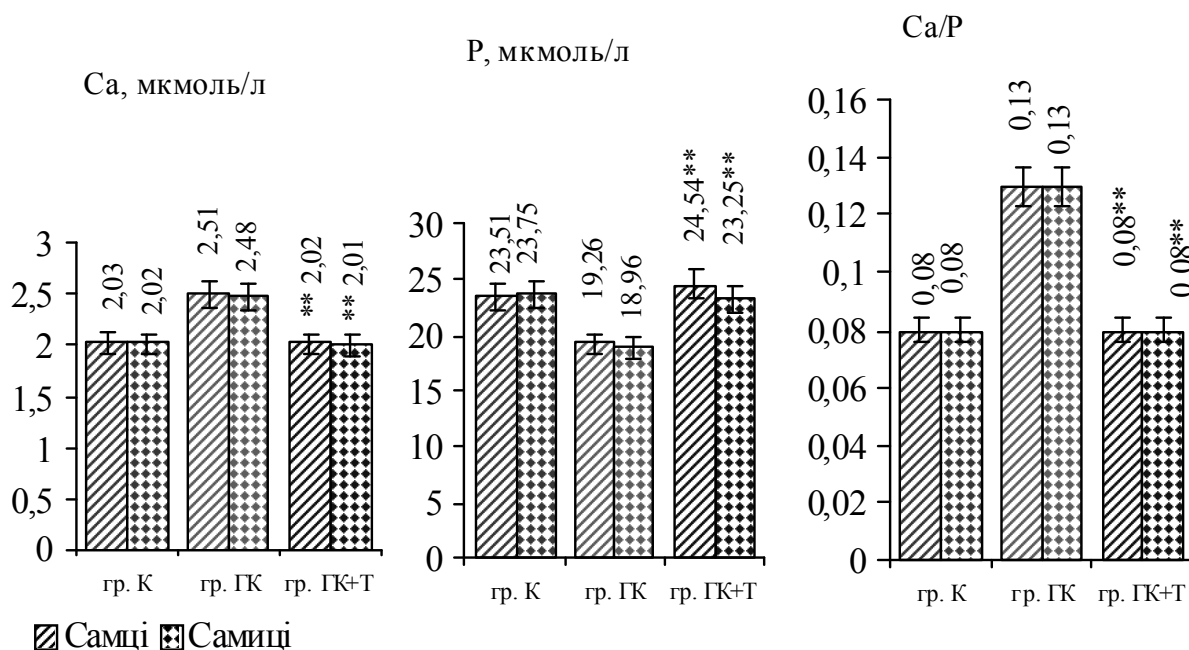 Ca, мкмоль/л
3
2,5
2
1,5
1
0,5
0
2,03
2,02
2,51
2,48
** 2,02
** 2,01
гр. К
гр. ГК
гр. ГК+Т
P, мкмоль/л
30
25
20
15
10
5
0
23,51
23,75
19,26
18,96
24,54**
23,25**
гр. К
гр. ГК
гр. ГК+Т
Ca/P
0,16
0,14
0,12
0,1
0,08
0,06
0,04
0,02
0
0,08
0,08
0,13
0,13
0,08**
0,08**
гр. К
гр. ГК
гр. ГК+Т
Самці
Самиці